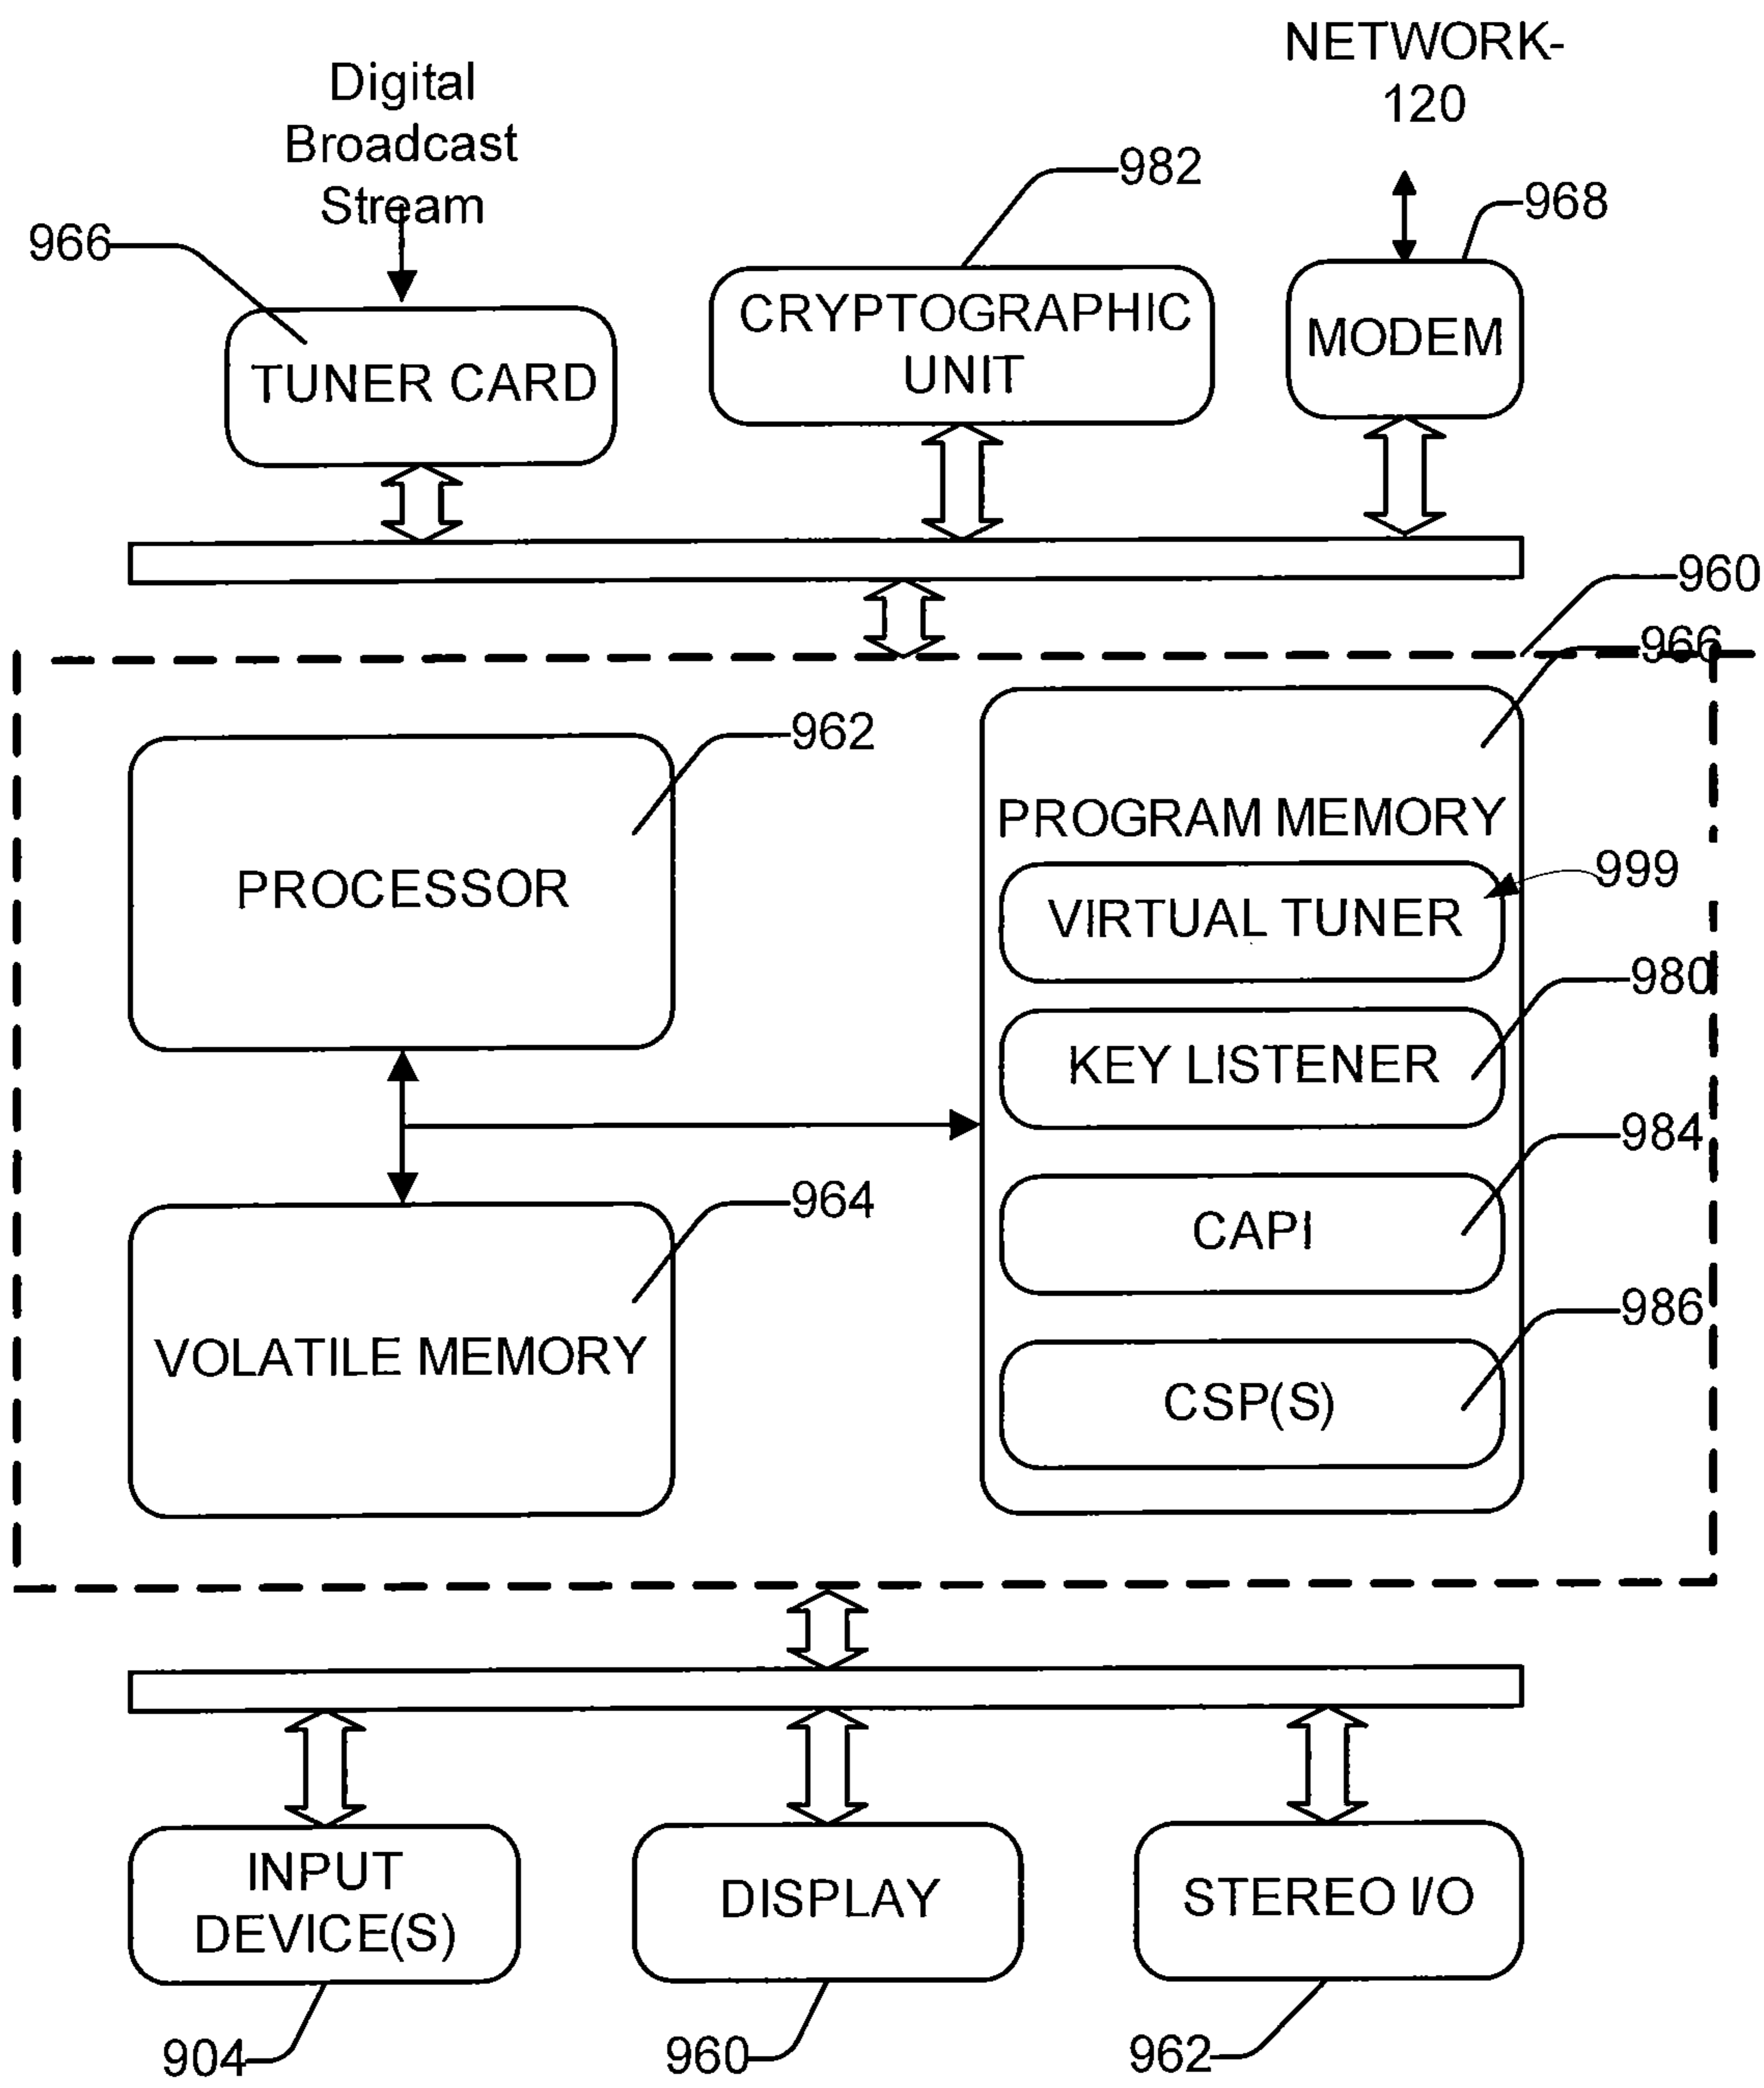 NETWORK-
120
Digital
Broadcast
Stream
982
968
966
CRYPTOGRAPHIC
UNIT
MODEM
TUNER CARD
960
966
962
PROGRAM MEMORY
999
PROCESSOR
VIRTUAL TUNER
980
KEY LISTENER
984
964
CAPI
986
VOLATILE MEMORY
CSP(S)
INPUT
DEVICE(S)
DISPLAY
STEREO I/O
904
960
962